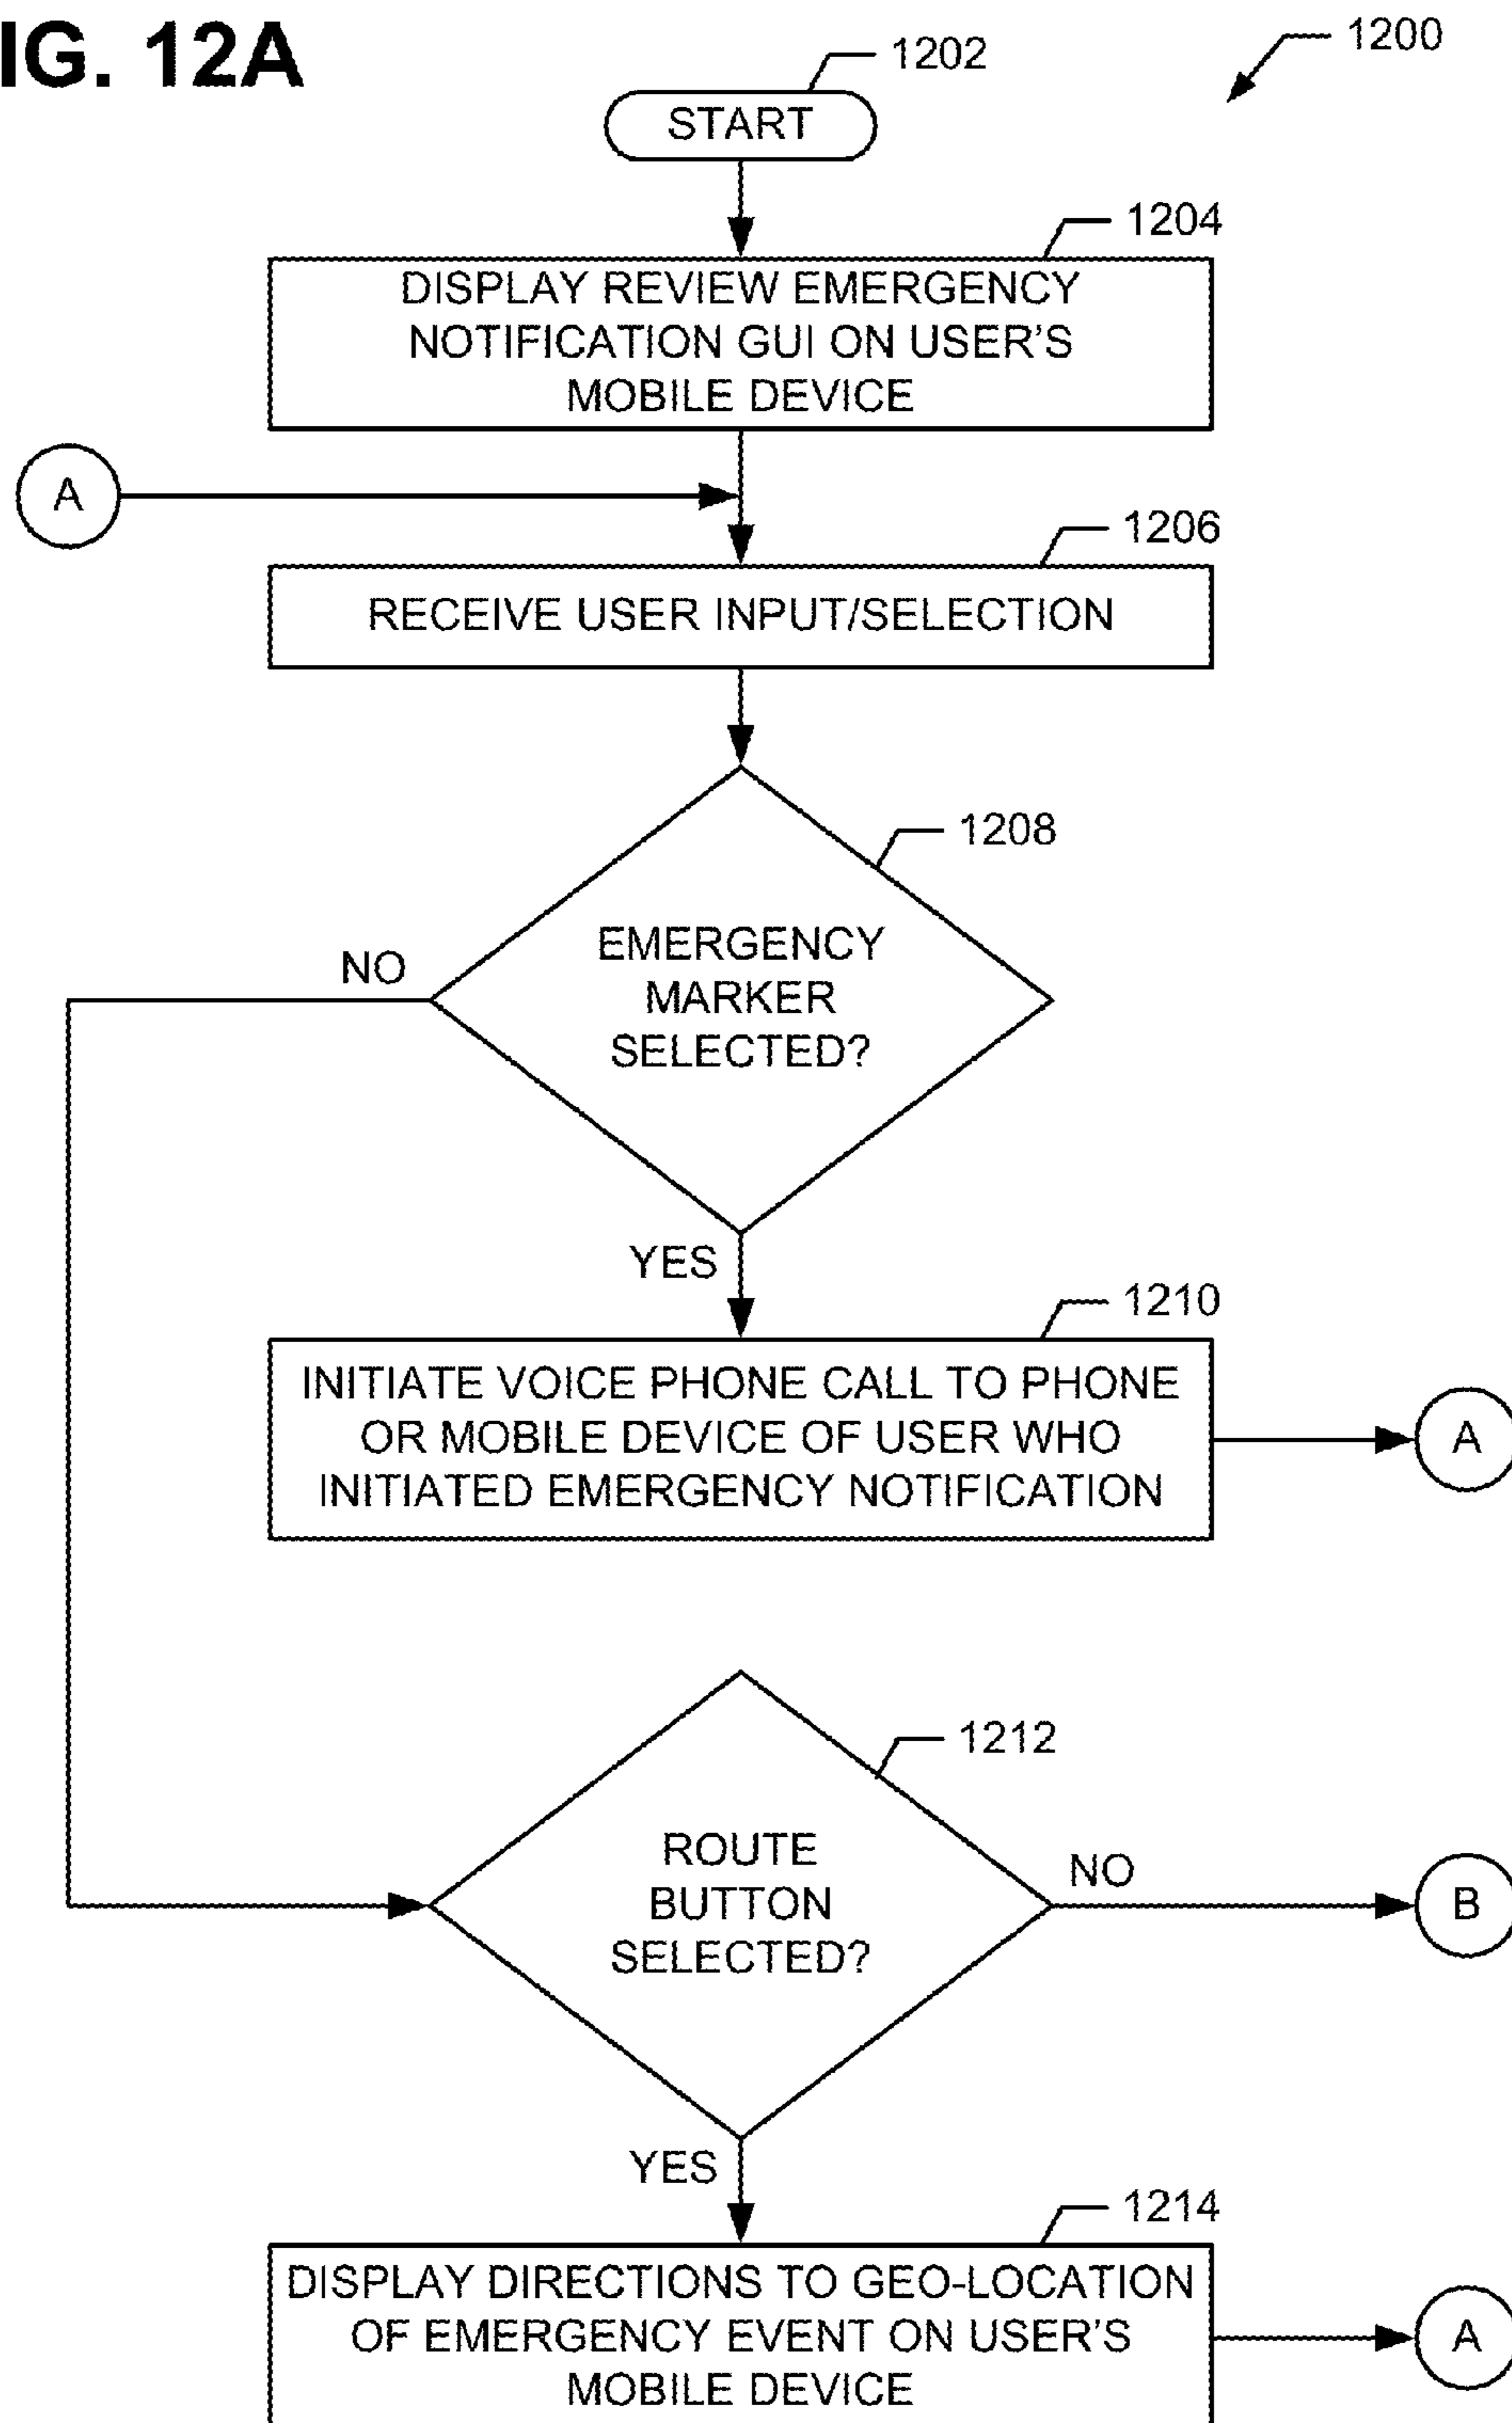 IG. 12A
1200
1202
START
1204
DISPLAY REVIEW EMERGENCY
NOTIFICATION GUI ON USER'S
MOBILE DEVICE
A
1206
RECEIVE USER INPUT/SELECTION
1208
EMERGENCY
MARKER
SELECTED?
NO
YES
1210
INITIATE VOICE PHONE CALL TO PHONE
OR MOBILE DEVICE OF USER WHO
INITIATED EMERGENCY NOTIFICATION
A
1212
ROUTE
BUTTON
SELECTED?
NO
B
YES
1214
DISPLAY DIRECTIONS TO GEO-LOCATION
OF EMERGENCY EVENT ON USER'S
MOBILE DEVICE
A